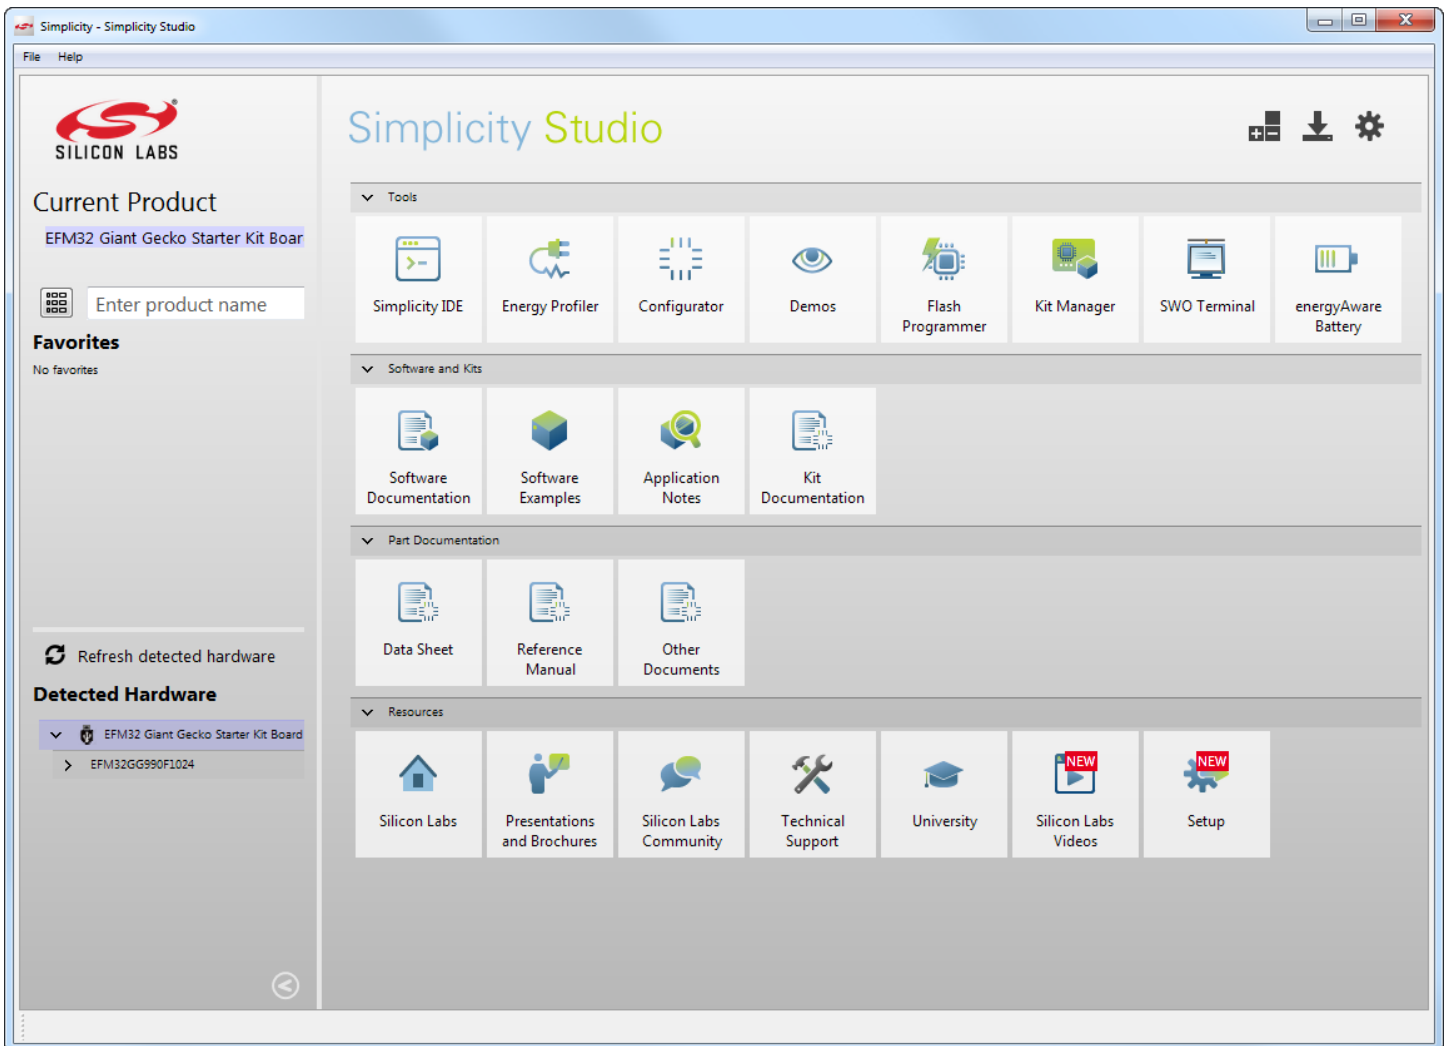 Simplicity - Simplicity Studio
File Help
SILICON LABS
Simplicity Studio
Current Product
EFM32 Giant Gecko Starter Kit Boar
Enter product name
Favorites
No favorites
Refresh detected hardware
Detected Hardware
EFM32 Giant Gecko Starter Kit Board
EFM32GG990F1024
Tools
Simplicity IDE
Energy Profiler
Configurator
Demos
Flash
Programmer
Kit Manager
SWO Terminal
energyAware
Battery
Software and Kits
Software
Documentation
Software
Examples
Application
Notes
Kit
Documentation
Part Documentation
Data Sheet
Reference
Manual
Other
Documents
Resources
Silicon Labs
Presentations
and Brochures
Silicon Labs
Community
Technical
Support
University
NEW
Silicon Labs
Videos
NEW
Setup